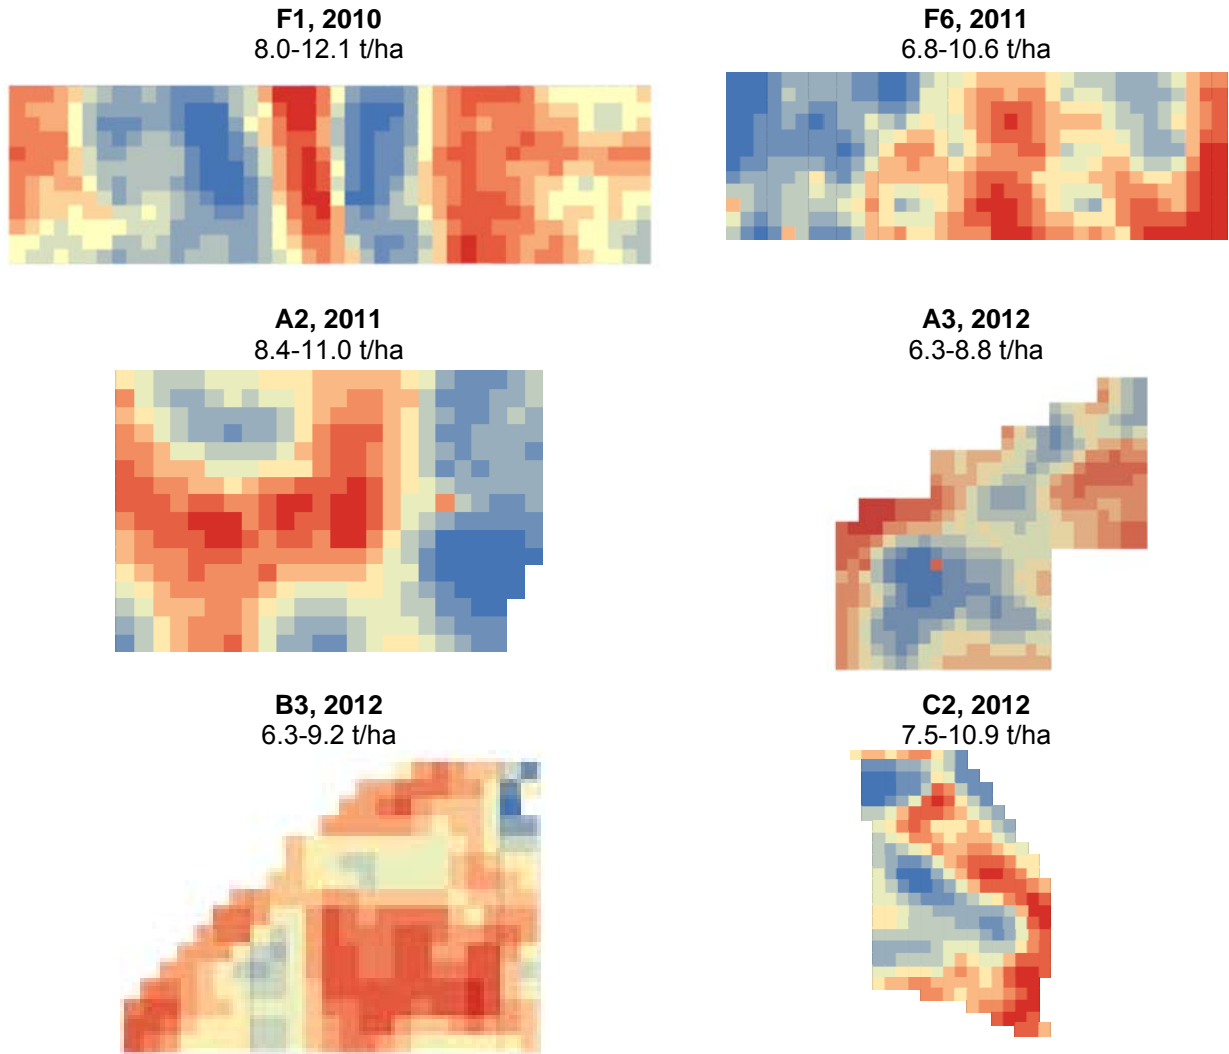 F1, 2010
8.0-12.1 t/ha
F6, 2011
6.8-10.6 t/ha
A2, 2011
8.4-11.0 t/ha
A3, 2012
6.3-8.8 t/ha
B3, 2012
6.3-9.2 t/ha
C2, 2012
7.5-10.9 t/ha